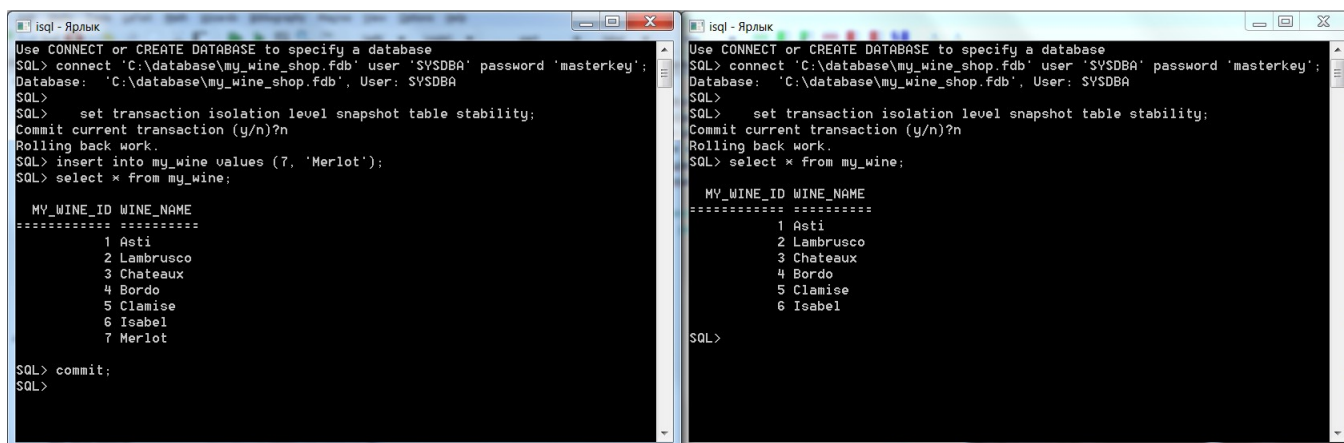 isql - Ярлык
Use CONNECT or CREATE DATABASE to specify a database
SQL> connect 'C:\database\my_wine_shop.fdb' user 'SYSDBA' password 'masterkey';
Database:  'C:\database\my_wine_shop.fdb', User: SYSDBA
SQL>
SQL>    set transaction isolation level snapshot table stability;
Commit current transaction (y/n)?n
Rolling back work.
SQL> insert into my_wine values (7, 'Merlot');
SQL> select * from my_wine;
MY_WINE_ID WINE_NAME
============ ==========
1 Asti
2 Lambrusco
3 Chateaux
4 Bordo
5 Clamise
6 Isabel
7 Merlot
SQL> commit;
SQL>
isql - Ярлык
Use CONNECT or CREATE DATABASE to specify a database
SQL> connect 'C:\database\my_wine_shop.fdb' user 'SYSDBA' password 'masterkey';
Database:  'C:\database\my_wine_shop.fdb', User: SYSDBA
SQL>
SQL>    set transaction isolation level snapshot table stability;
Commit current transaction (y/n)?n
Rolling back work.
SQL> select * from my_wine;
MY_WINE_ID WINE_NAME
============ ==========
1 Asti
2 Lambrusco
3 Chateaux
4 Bordo
5 Clamise
6 Isabel
SQL>